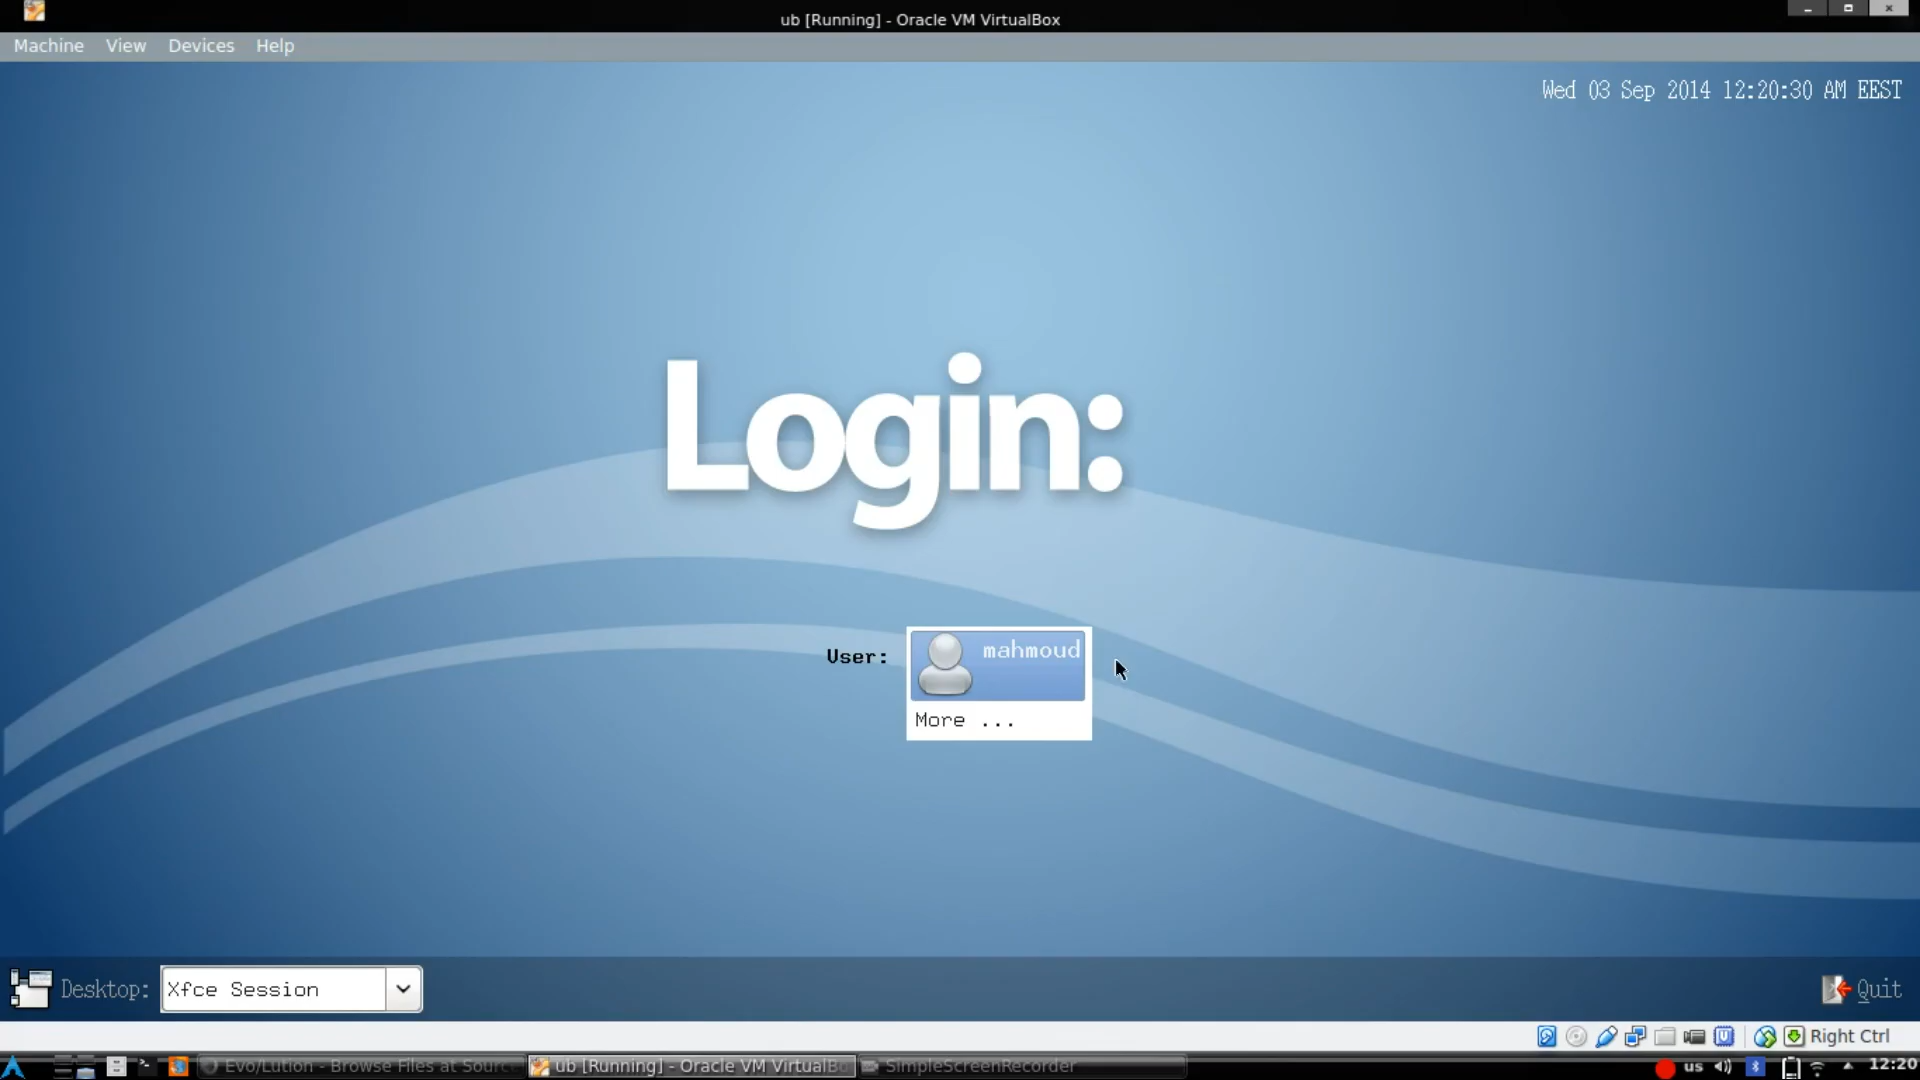 ub [Running] - Oracle VM VirtualBox
Machine View Devices Help
Wed 03 Sep 2014 12:20:30 AM EEST
Login:
User:
mahmoud
More ...
Desktop: Xfce Session
Quit
Right Ctrl
Evo/Lution - Browse Files at Sourc
ub [Running] - Oracle VM VirtualBo
SimpleScreenRecorder
us
12:20